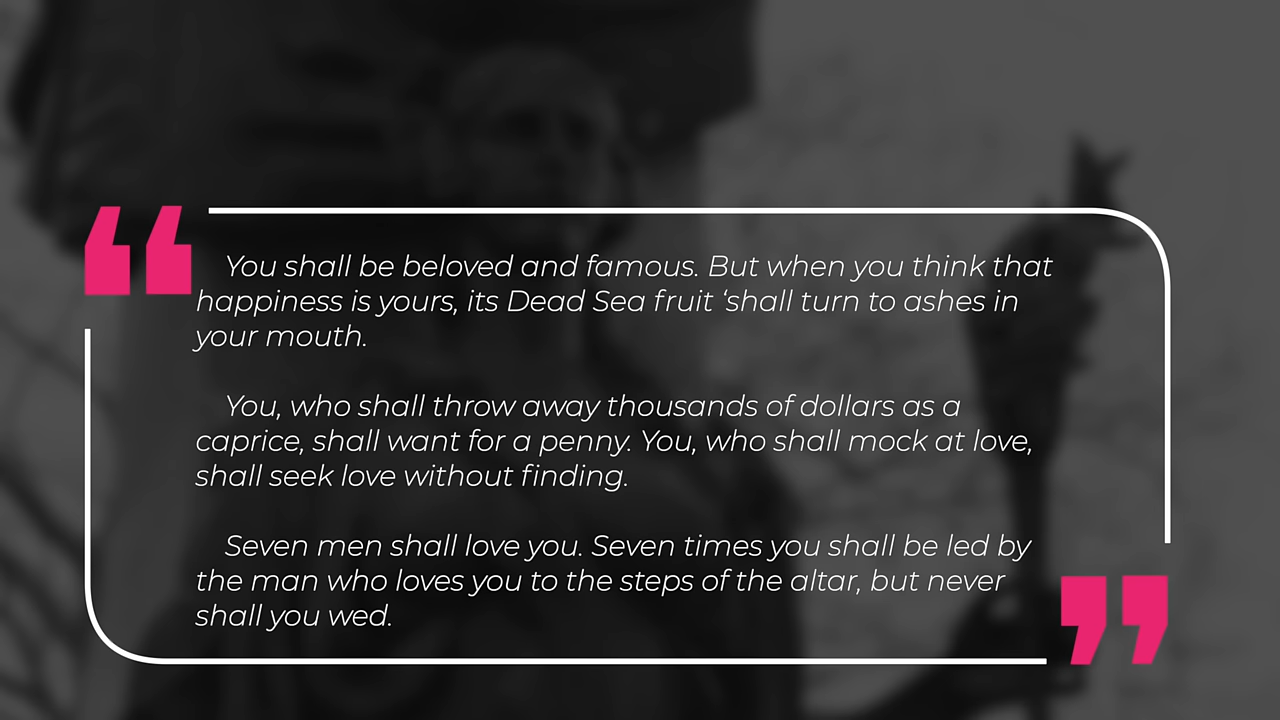 You shall be beloved and famous. But when you think that
happiness is yours, its Dead Sea fruit ‘shall turn to ashes in
your mouth.
You, who shall throw away thousands of dollars as a
caprice, shall want for a penny. You, who shall mock at love,
shall seek love without finding.
Seven men shall love you. Seven times you shall be led by
the man who loves you to the steps of the altar, but never
shall you wed.